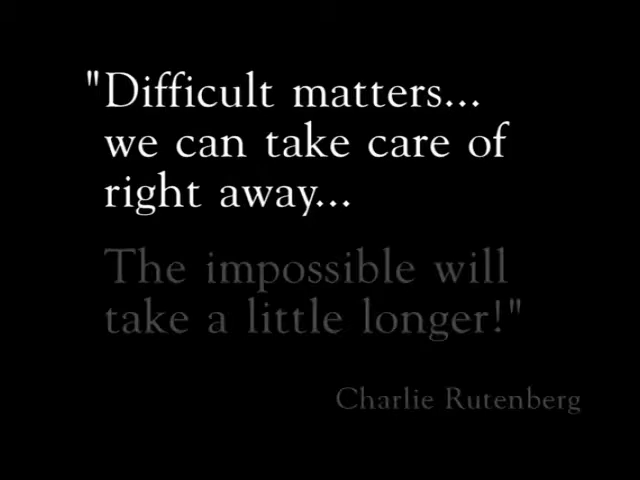 "Difficult matters...
we can take care of
right away...
The impossible will
take a little longer!"
Charlie Rutenberg